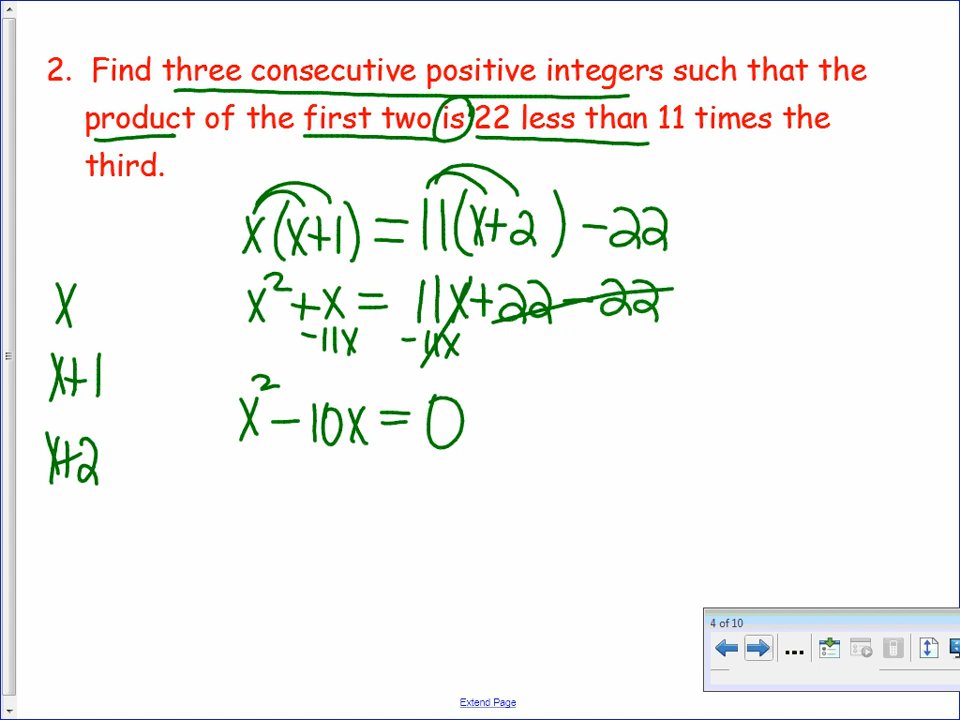 2. Find three consecutive positive integers such that the
product of the first two is 22 less than 11 times the
third.
x(x+1) = 11(x+2) -22
x² + x = 11x + 22 - 22
-11x -11x
x² - 10x = 0
x
x+1
x+2
4 of 10
...
Extend Page